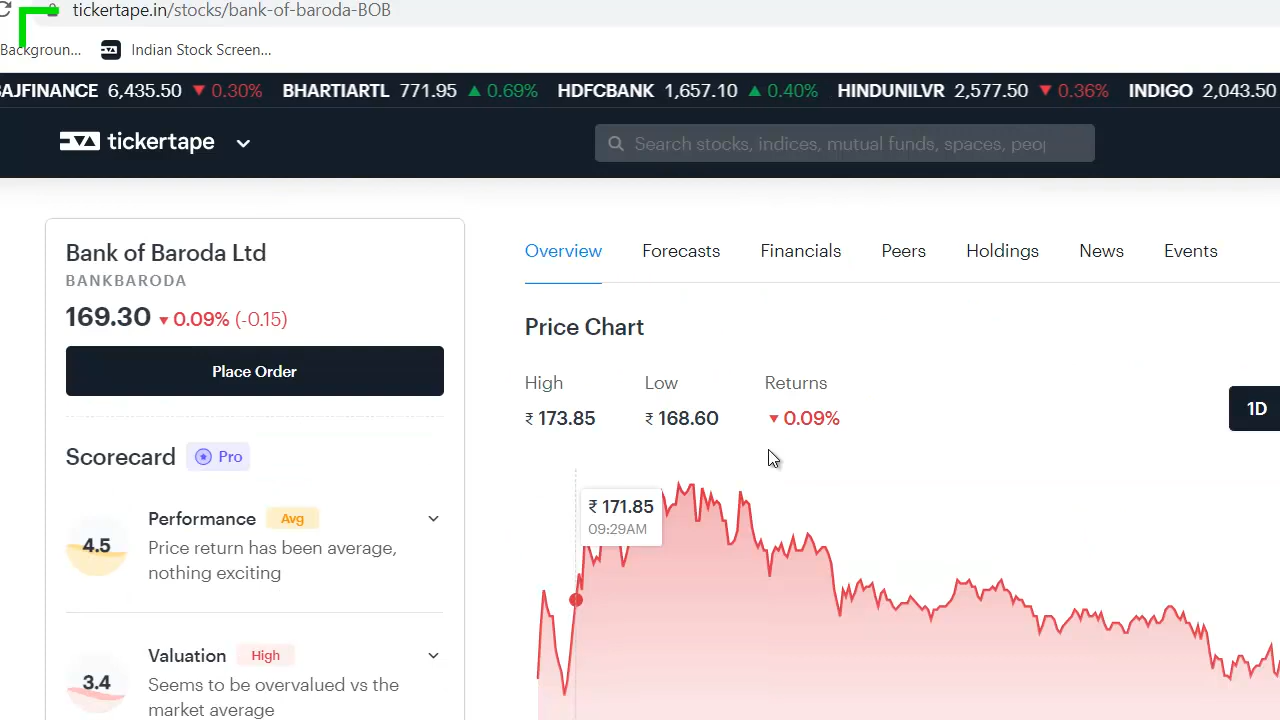 tickertape.in/stocks/bank-of-baroda-BOB
Backgroun... Indian Stock Screen...
AJFINANCE 6,435.50 ▼ 0.30% BHARTIARTL 771.95 ▲ 0.69% HDFCBANK 1,657.10 ▲ 0.40% HINDUNILVR 2,577.50 ▼ 0.36% INDIGO 2,043.50
tickertape
Search stocks, indices, mutual funds, spaces, peo
Bank of Baroda Ltd
BANKBARODA
169.30 ▼ 0.09% (-0.15)
Place Order
Scorecard Pro
Performance Avg
4.5
Price return has been average,
nothing exciting
Valuation High
3.4
Seems to be overvalued vs the
market average
Overview Forecasts Financials Peers Holdings News Events
Price Chart
High Low Returns
₹ 173.85 ₹ 168.60 ▼ 0.09%
1D
₹ 171.85
09:29AM